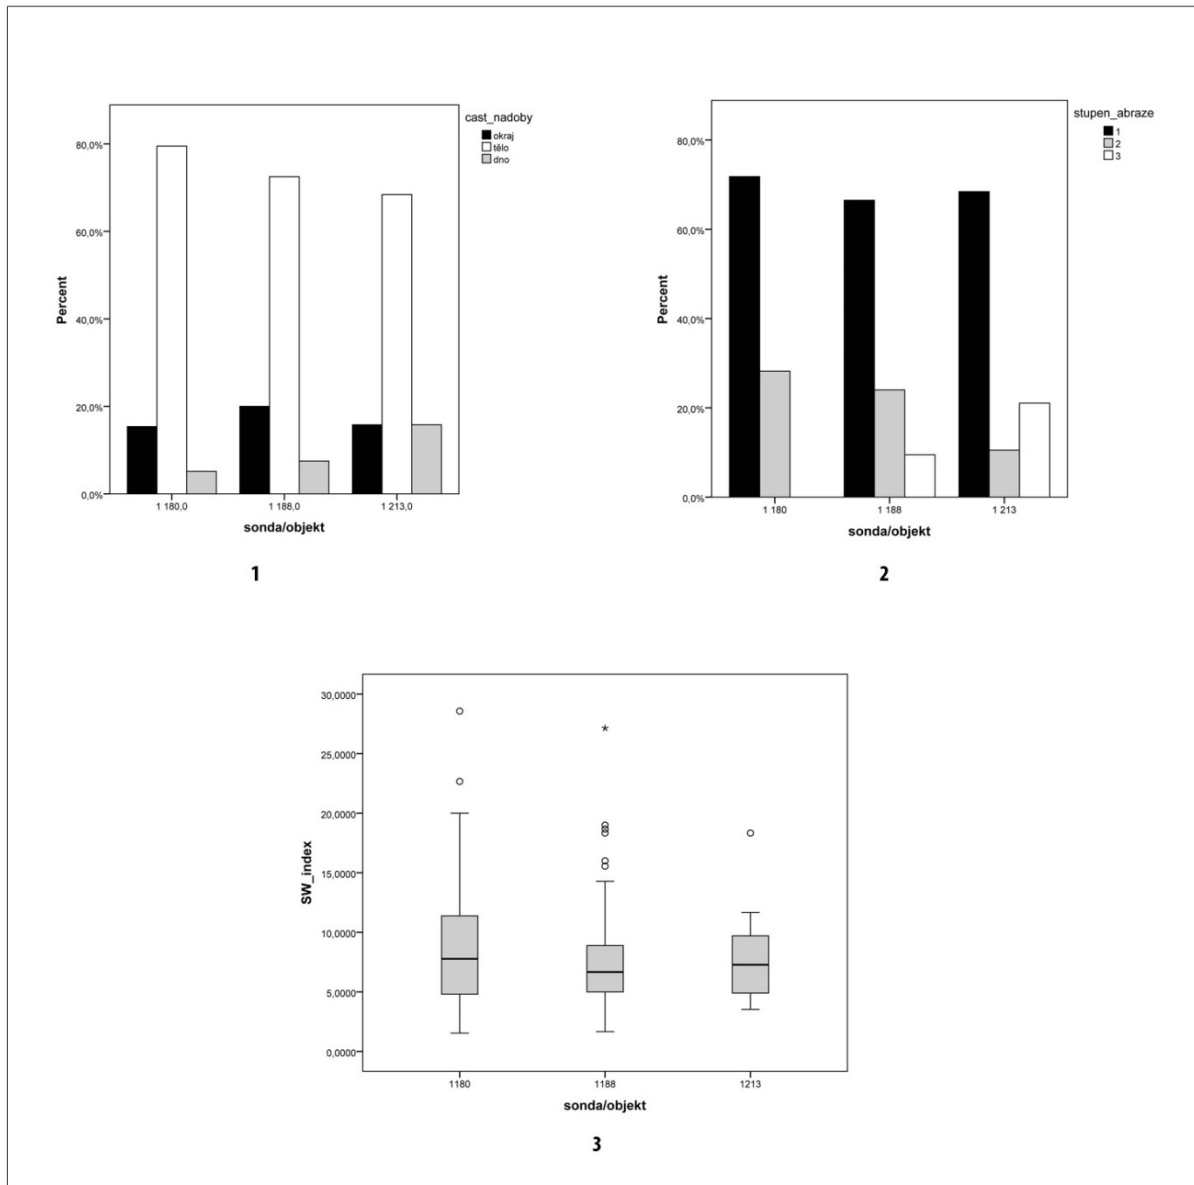 cast_nadoby
okraj
tělo
dno
80,0%
60,0%
40,0%
20,0%
0,0%
Percent
1 180,0 1 188,0 1 213,0
sonda/objekt
1
stupen_abraze
1
2
3
80,0%
60,0%
40,0%
20,0%
0,0%
Percent
1 180 1 188 1 213
sonda/objekt
2
30,0000
25,0000
20,0000
15,0000
10,0000
5,0000
0,0000
SW_index
1180 1188 1213
sonda/objekt
3